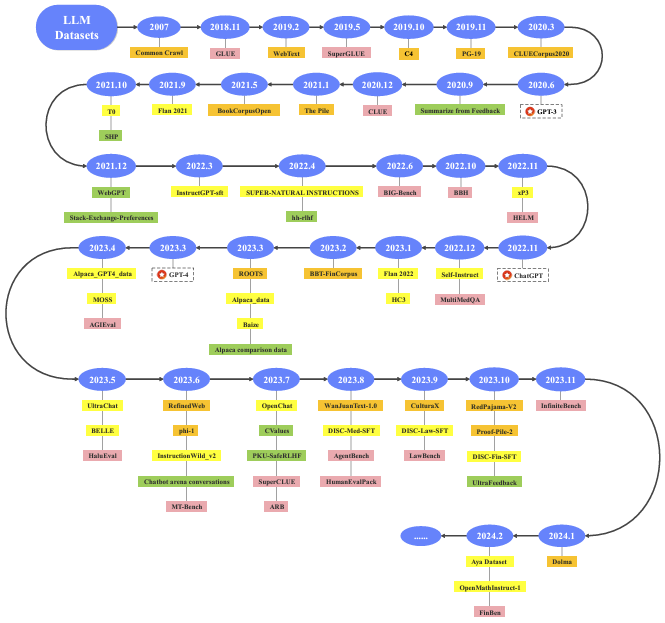 LLM
Datasets
2007
2018.11
2019.2
2019.5
2019.10
2019.11
2020.3
Common Crawl
GLUE
WebText
SuperGLUE
C4
PG-19
CLUECorpus2020
2021.10
2021.9
2021.5
2021.1
2020.12
2020.9
2020.6
T0
Flan 2021
BookCorpusOpen
The Pile
CLUE
Summarize from Feedback
GPT-3
SHP
2021.12
2022.3
2022.4
2022.6
2022.10
2022.11
WebGPT
InstructGPT-sft
SUPER-NATURAL INSTRUCTIONS
BIG-Bench
BBH
xP3
Stack-Exchange-Preferences
hh-rlhf
HELM
2023.4
2023.3
2023.3
2023.2
2023.1
2022.12
2022.11
Alpaca_GPT4_data
GPT-4
ROOTS
BBT-FinCorpus
Flan 2022
Self-Instruct
ChatGPT
MOSS
Alpaca_data
HC3
MultiMedQA
AGIEval
Baize
Alpaca comparison data
2023.5
2023.6
2023.7
2023.8
2023.9
2023.10
2023.11
UltraChat
RefinedWeb
OpenChat
WanJuanText-1.0
CulturaX
RedPajama-V2
InfiniteBench
BELLE
phi-1
CValues
DISC-Med-SFT
DISC-Law-SFT
Proof-Pile-2
HaluEval
InstructionWild_v2
PKU-SafeRLHF
AgentBench
LawBench
DISC-Fin-SFT
Chatbot arena conversations
SuperCLUE
HumanEvalPack
UltraFeedback
MT-Bench
ARB
......
2024.2
2024.1
Aya Dataset
Dolma
OpenMathInstruct-1
FinBen